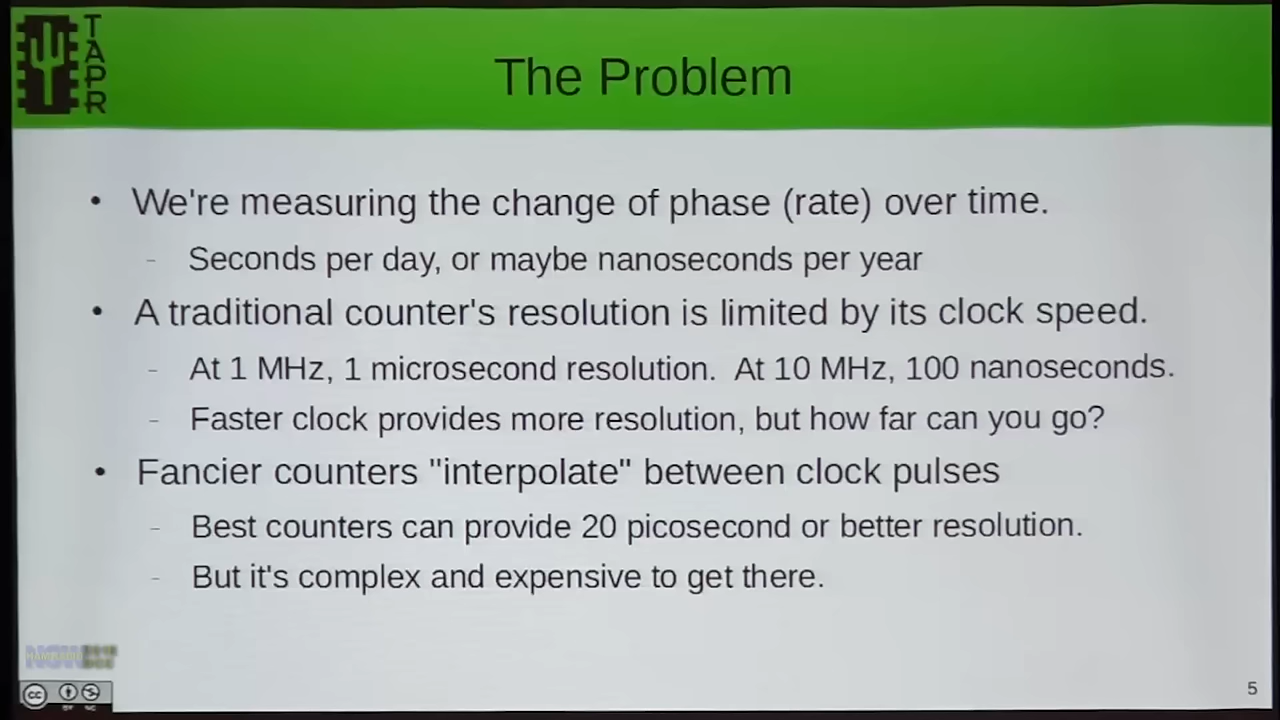 TAPR
The Problem
• We're measuring the change of phase (rate) over time.
- Seconds per day, or maybe nanoseconds per year
• A traditional counter's resolution is limited by its clock speed.
- At 1 MHz, 1 microsecond resolution.  At 10 MHz, 100 nanoseconds.
- Faster clock provides more resolution, but how far can you go?
• Fancier counters "interpolate" between clock pulses
- Best counters can provide 20 picosecond or better resolution.
- But it's complex and expensive to get there.
cc
BY NC
5